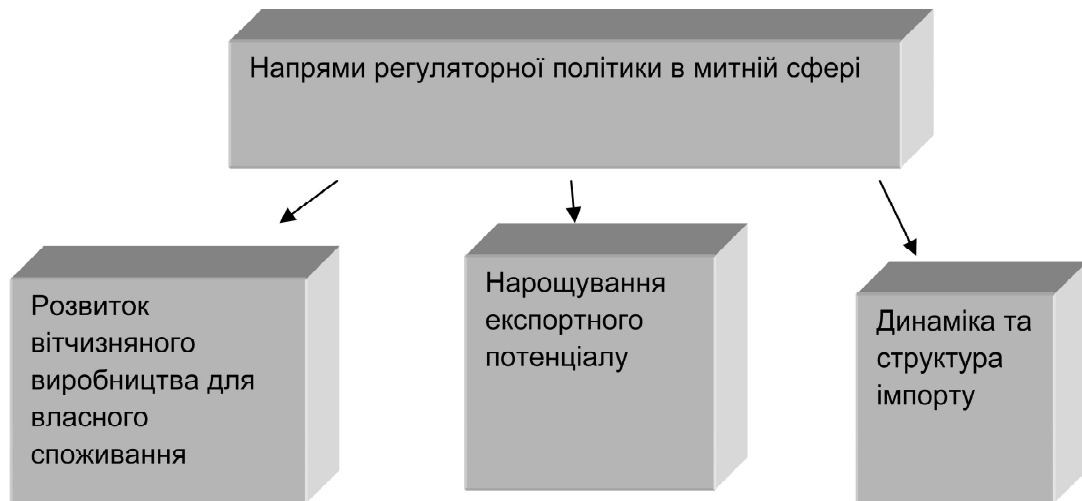 Напрями регуляторної політики в митній сфері
Розвиток
вітчизняного
виробництва для
власного
споживання
Нарощування
експортного
потенціалу
Динаміка та
структура
імпорту